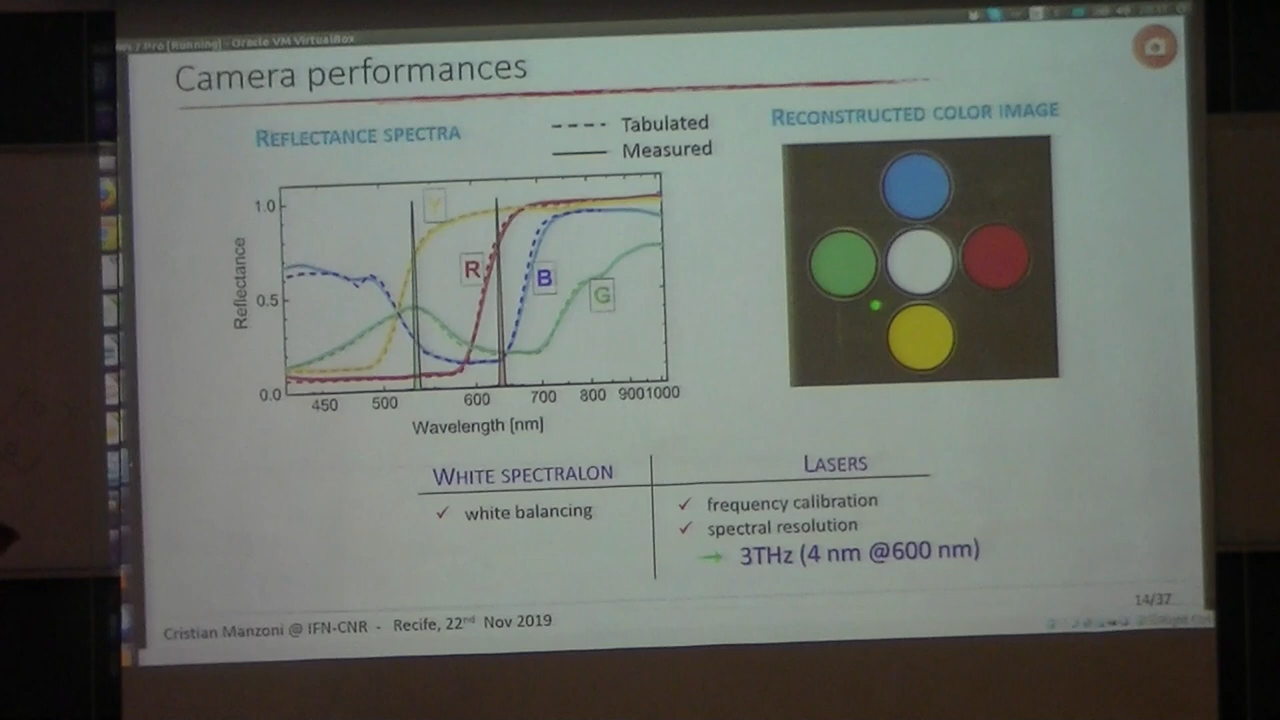 7 Pro [Running] - Oracle VM VirtualBox
Camera performances
REFLECTANCE SPECTRA
Tabulated
Measured
RECONSTRUCTED COLOR IMAGE
Reflectance
1.0
0.5
0.0
Y
R
B
G
450 500 600 700 800 900 1000
Wavelength [nm]
WHITE SPECTRALON
✓ white balancing
LASERS
✓ frequency calibration
✓ spectral resolution
→ 3THz (4 nm @600 nm)
14/37
Cristian Manzoni @ IFN-CNR - Recife, 22nd Nov 2019